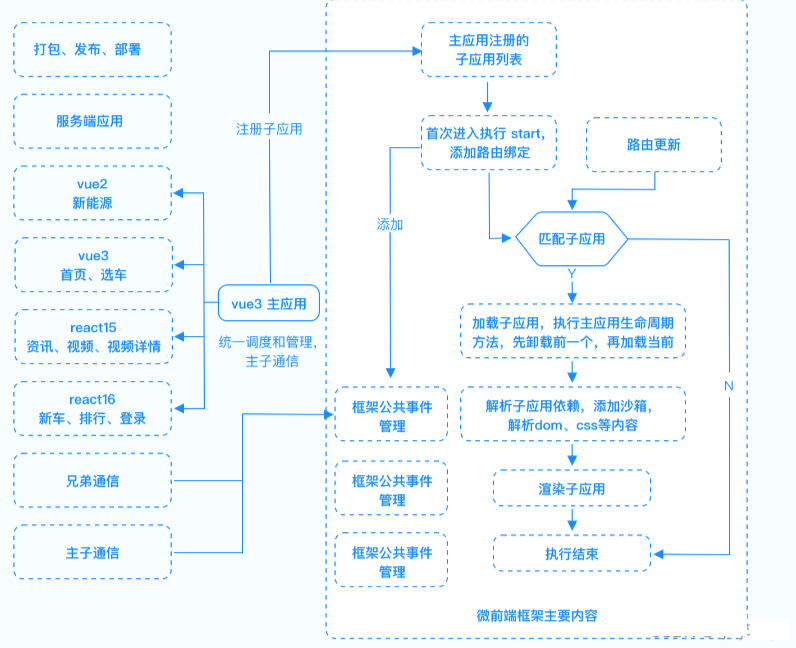 打包、发布、部署
服务端应用
vue2
新能源
vue3
首页、选车
react15
资讯、视频、视频详情
react16
新车、排行、登录
兄弟通信
主子通信
注册子应用
vue3 主应用
统一调度和管理，
主子通信
主应用注册的
子应用列表
首次进入执行 start，
添加路由绑定
路由更新
添加
匹配子应用
Y
N
加载子应用，执行主应用生命周期
方法，先卸载前一个，再加载当前
解析子应用依赖，添加沙箱，
解析dom、css等内容
渲染子应用
执行结束
框架公共事件
管理
框架公共事件
管理
框架公共事件
管理
微前端框架主要内容